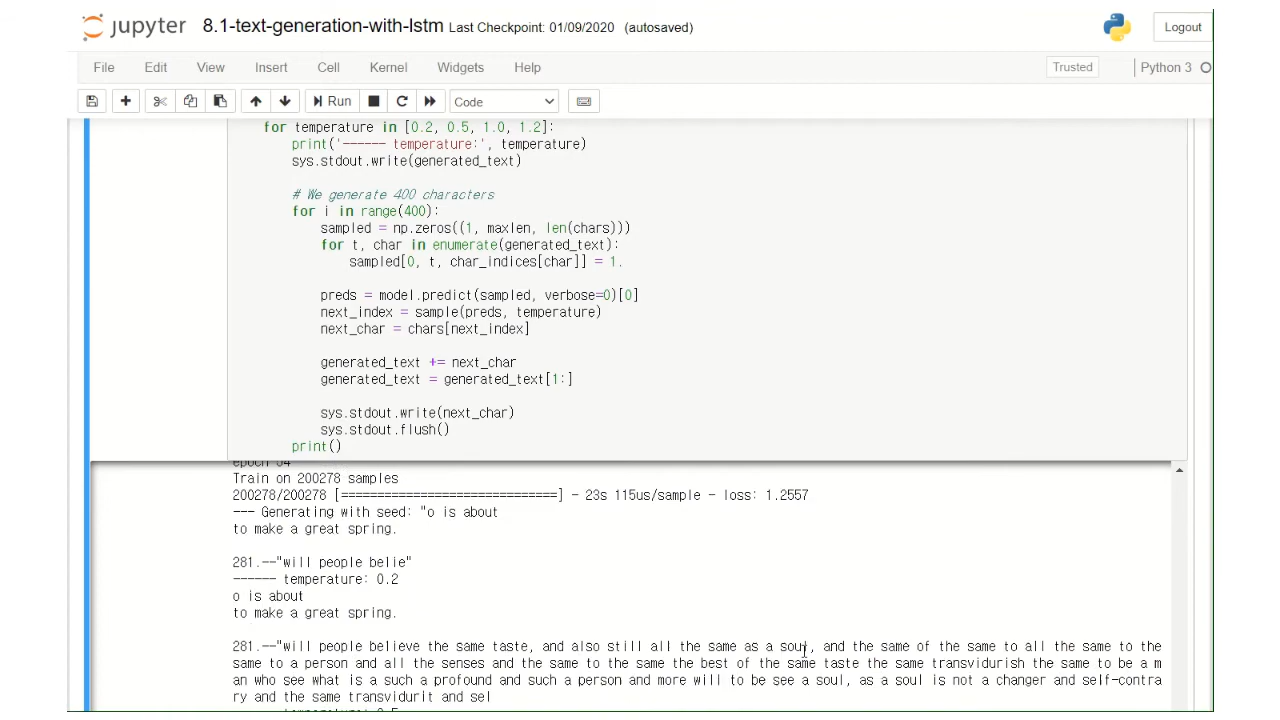 jupyter 8.1-text-generation-with-lstm Last Checkpoint: 01/09/2020 (autosaved) Logout
File Edit View Insert Cell Kernel Widgets Help Trusted Python 3
Run Code
for temperature in [0.2, 0.5, 1.0, 1.2]:
print('------ temperature:', temperature)
sys.stdout.write(generated_text)
# We generate 400 characters
for i in range(400):
sampled = np.zeros((1, maxlen, len(chars)))
for t, char in enumerate(generated_text):
sampled[0, t, char_indices[char]] = 1.
preds = model.predict(sampled, verbose=0)[0]
next_index = sample(preds, temperature)
next_char = chars[next_index]
generated_text += next_char
generated_text = generated_text[1:]
sys.stdout.write(next_char)
sys.stdout.flush()
print()
epoch
Train on 200278 samples
200278/200278 [==============================] - 23s 115us/sample - loss: 1.2557
--- Generating with seed: "o is about
to make a great spring.
281.--"will people belie"
------ temperature: 0.2
o is about
to make a great spring.
281.--"will people believe the same taste, and also still all the same as a soul, and the same of the same to all the same to the
same to a person and all the senses and the same to the same the best of the same taste the same transvidurish the same to be a m
an who see what is a such a profound and such a person and more will to be see a soul, as a soul is not a changer and self-contra
ry and the same transvidurit and sel